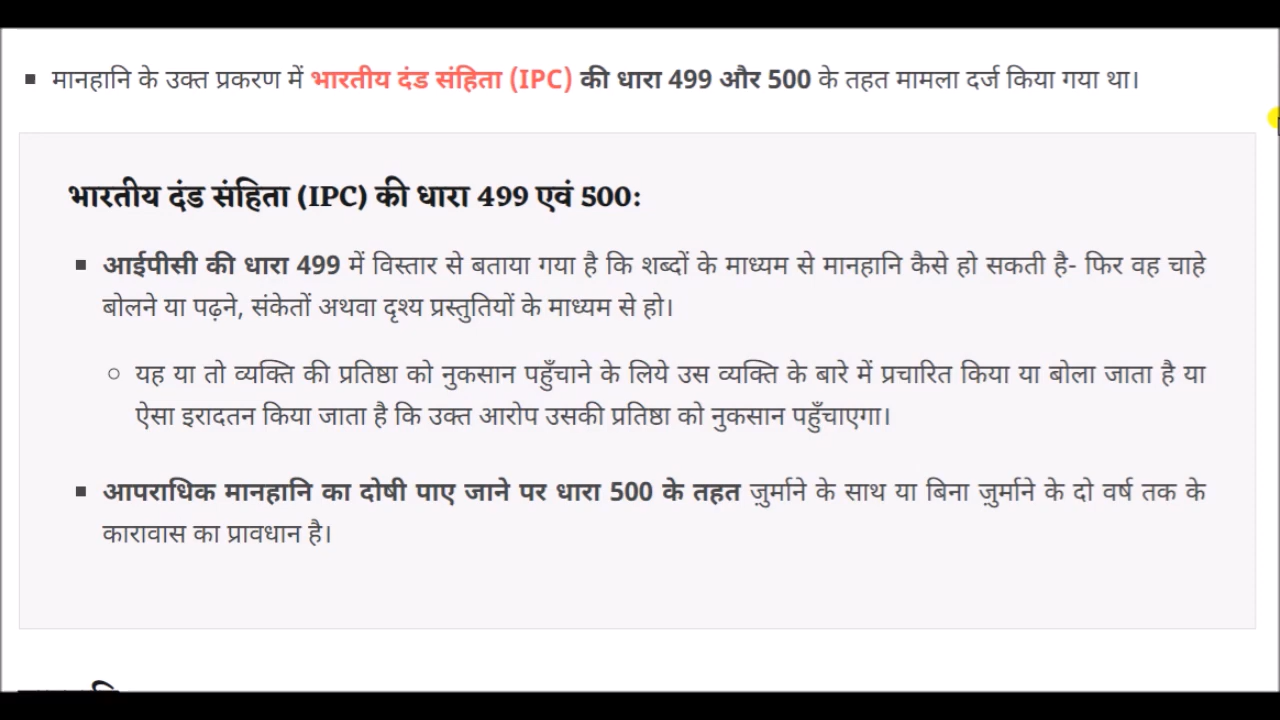 मानहानि के उक्त प्रकरण में भारतीय दंड संहिता (IPC) की धारा 499 और 500 के तहत मामला दर्ज किया गया था।
भारतीय दंड संहिता (IPC) की धारा 499 एवं 500:
आईपीसी की धारा 499 में विस्तार से बताया गया है कि शब्दों के माध्यम से मानहानि कैसे हो सकती है- फिर वह चाहे
बोलने या पढ़ने, संकेतों अथवा दृश्य प्रस्तुतियों के माध्यम से हो।
यह या तो व्यक्ति की प्रतिष्ठा को नुकसान पहुँचाने के लिये उस व्यक्ति के बारे में प्रचारित किया या बोला जाता है या
ऐसा इरादतन किया जाता है कि उक्त आरोप उसकी प्रतिष्ठा को नुकसान पहुँचाएगा।
आपराधिक मानहानि का दोषी पाए जाने पर धारा 500 के तहत जुर्माने के साथ या बिना जुर्माने के दो वर्ष तक के
कारावास का प्रावधान है।